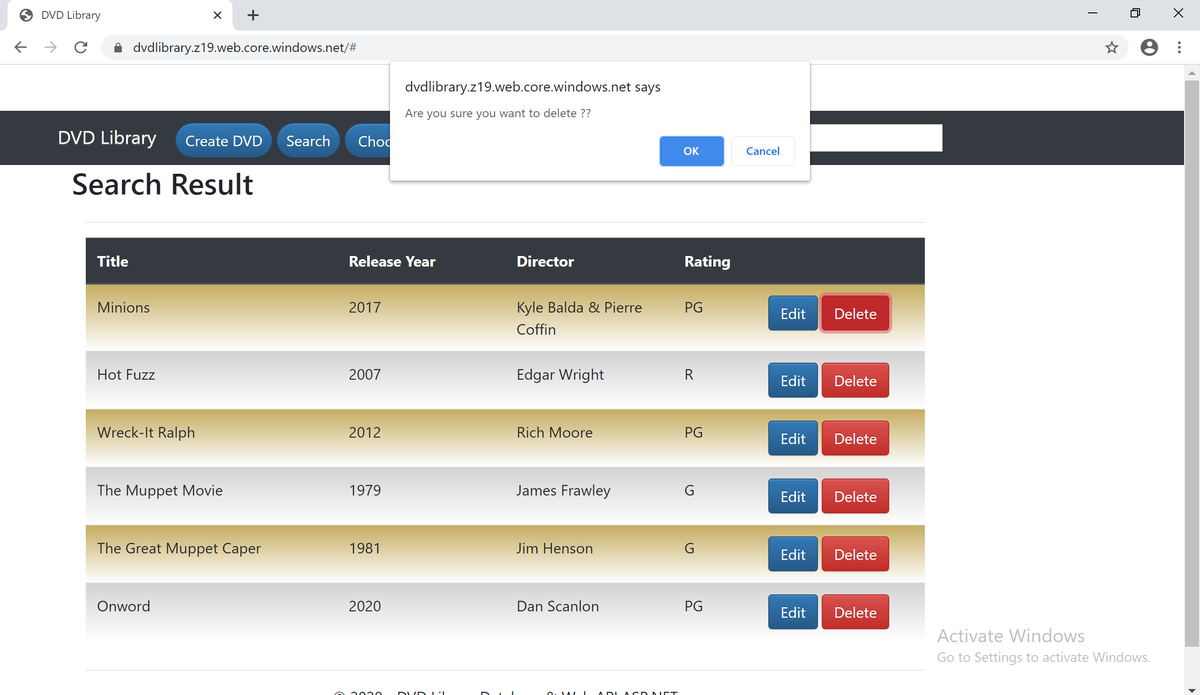 DVD Library
dvdlibrary.z19.web.core.windows.net/#
dvdlibrary.z19.web.core.windows.net says
Are you sure you want to delete ??
OK Cancel
DVD Library Create DVD Search
Search Result
Title Release Year Director Rating
Minions 2017 Kyle Balda & Pierre PG Edit Delete
Coffin
Hot Fuzz 2007 Edgar Wright R Edit Delete
Wreck-It Ralph 2012 Rich Moore PG Edit Delete
The Muppet Movie 1979 James Frawley G Edit Delete
The Great Muppet Caper 1981 Jim Henson G Edit Delete
Onword 2020 Dan Scanlon PG Edit Delete
Activate Windows
Go to Settings to activate Windows.